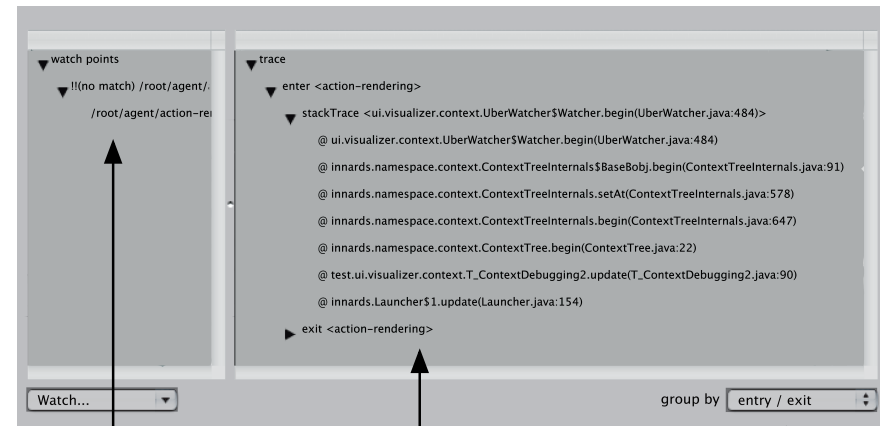 watch points
!!(no match) /root/agent/
/root/agent/action-rei
trace
enter <action-rendering>
stackTrace <ui.visualizer.context.UberWatcher$Watcher.begin(UberWatcher.java:484)>
@ ui.visualizer.context.UberWatcher$Watcher.begin(UberWatcher.java:484)
@ innards.namespace.context.ContextTreeInternals$BaseBobj.begin(ContextTreeInternals.java:91)
@ innards.namespace.context.ContextTreeInternals.setAt(ContextTreeInternals.java:578)
@ innards.namespace.context.ContextTreeInternals.begin(ContextTreeInternals.java:647)
@ innards.namespace.context.ContextTree.begin(ContextTree.java:22)
@ test.ui.visualizer.context.T_ContextDebugging2.update(T_ContextDebugging2.java:90)
@ innards.Launcher$1.update(Launcher.java:154)
exit <action-rendering>
Watch...
group by entry / exit